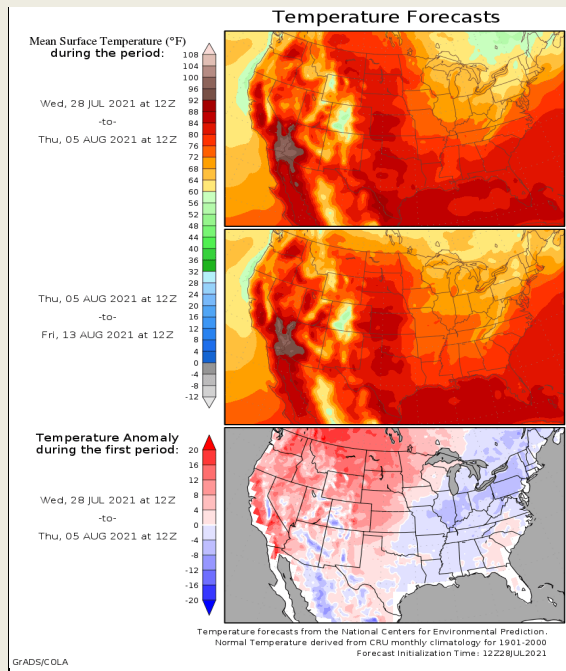 Temperature Forecasts
Mean Surface Temperature (°F)
during the period:
Wed, 28 JUL 2021 at 12Z
-to-
Thu, 05 AUG 2021 at 12Z
108
104
100
96
92
88
84
80
76
72
68
64
60
56
52
48
44
40
36
32
28
24
20
16
12
8
4
0
-4
-8
-12
Thu, 05 AUG 2021 at 12Z
-to-
Fri, 13 AUG 2021 at 12Z
Temperature Anomaly
during the first period:
Wed, 28 JUL 2021 at 12Z
-to-
Thu, 05 AUG 2021 at 12Z
20
16
12
8
4
0
-4
-8
-12
-16
-20
Temperature forecasts from the National Centers for Environmental Prediction.
Normal Temperature derived from CRU monthly climatology for 1901-2000
Forecast Initialization Time: 12Z28JUL2021
GrADS/COLA